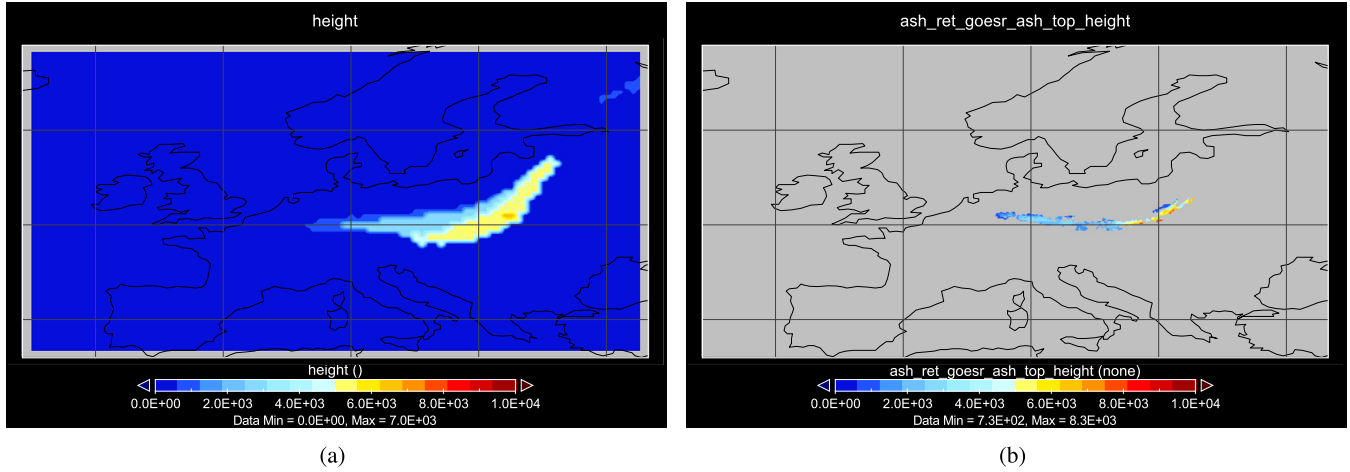 height
height ()
0.0E+00 2.0E+03 4.0E+03 6.0E+03 8.0E+03 1.0E+04
Data Min = 0.0E+00, Max = 7.0E+03
(a)
ash_ret_goesr_ash_top_height
ash_ret_goesr_ash_top_height (none)
0.0E+00 2.0E+03 4.0E+03 6.0E+03 8.0E+03 1.0E+04
Data Min = 7.3E+02, Max = 8.3E+03
(b)